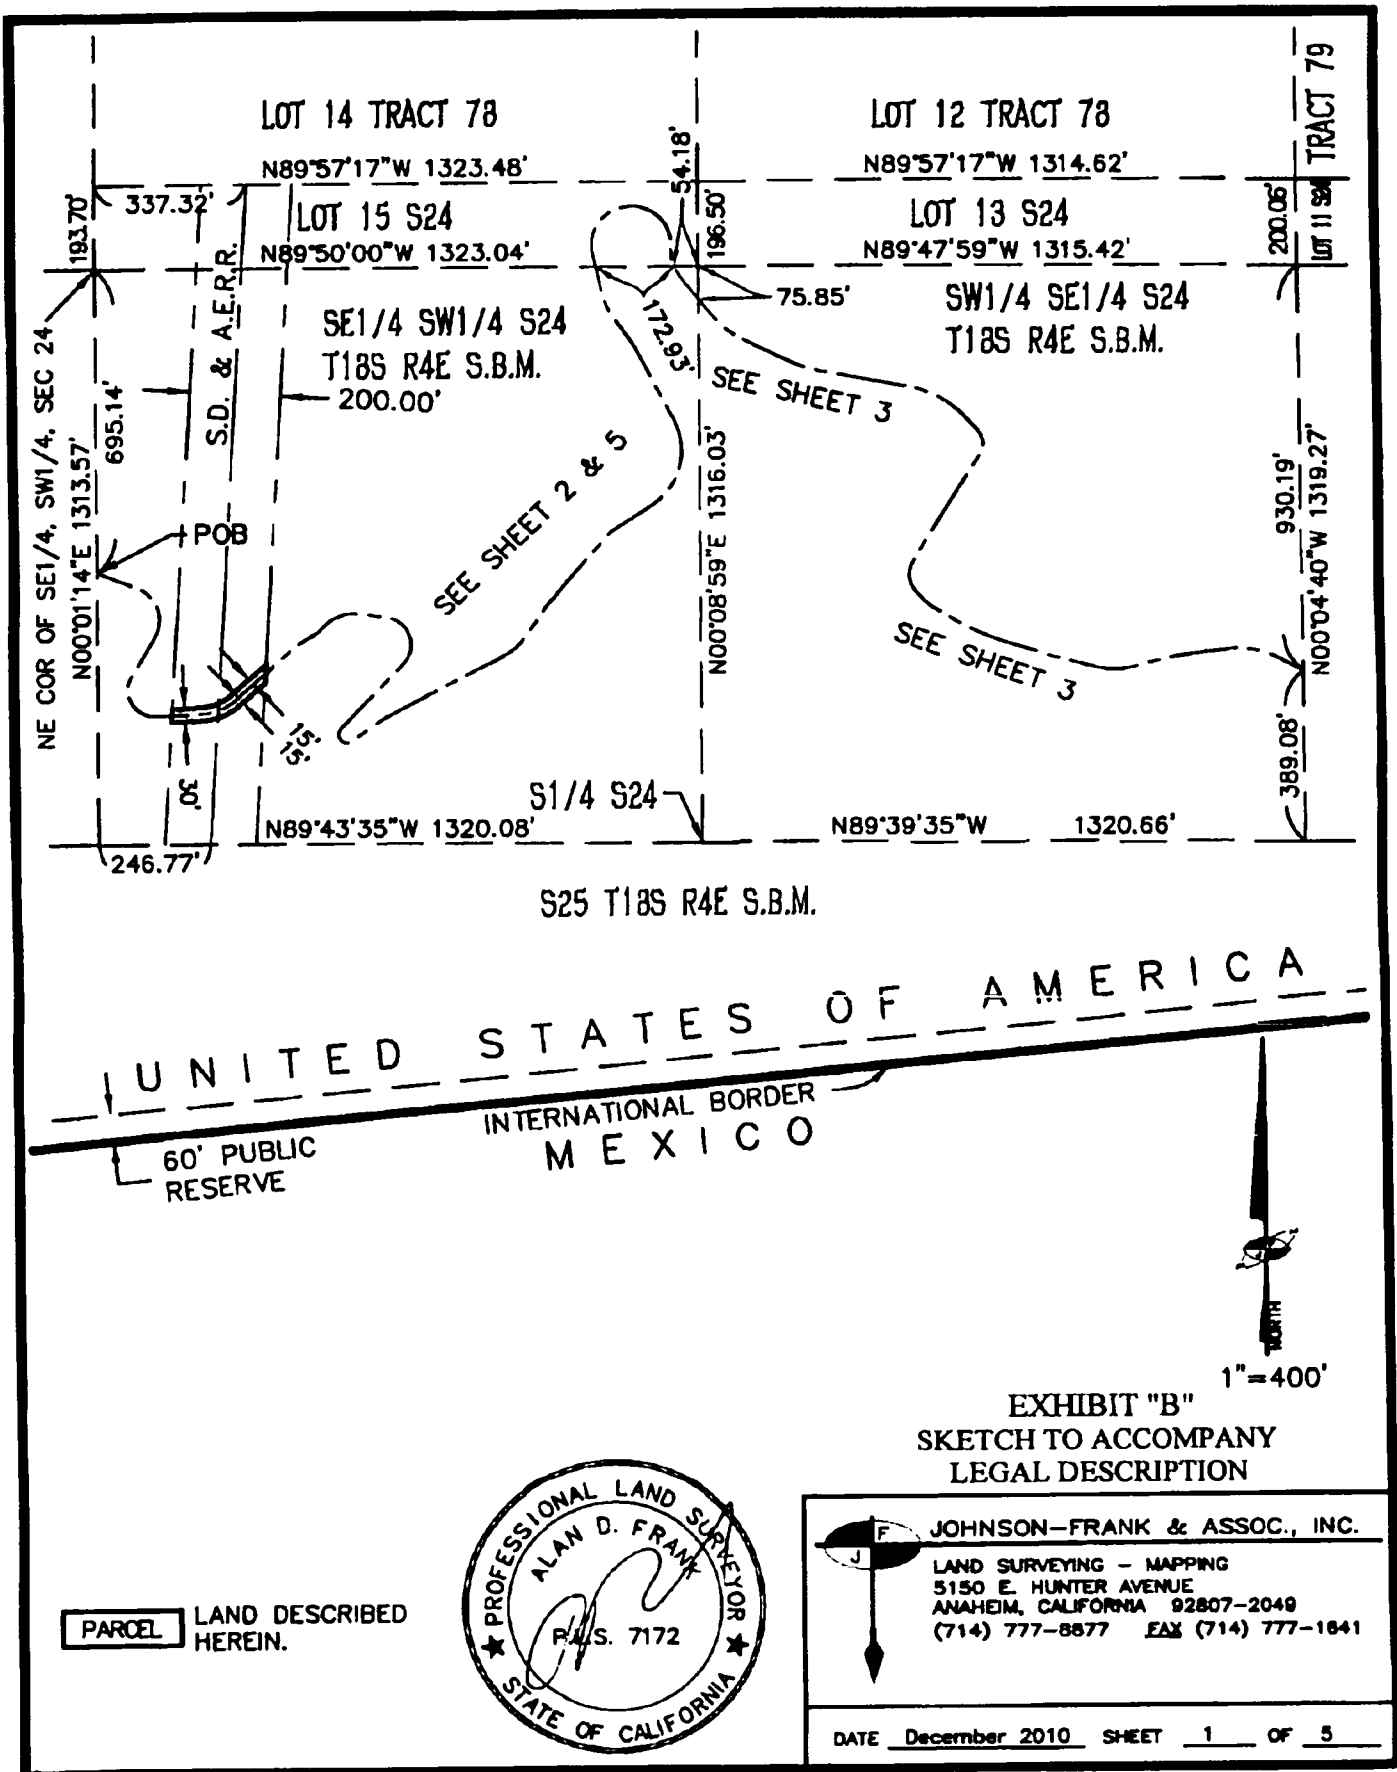 LOT 14 TRACT 78
LOT 12 TRACT 78
TRACT 79
N89°57'17"W 1323.48'
N89°57'17"W 1314.62'
54.18'
193.70'
337.32'
LOT 15 S24
196.50'
LOT 13 S24
200.06'
LOT 11 S24
N89°50'00"W 1323.04'
N89°47'59"W 1315.42'
S.D. & A.E.R.R.
SE1/4 SW1/4 S24
T18S R4E S.B.M.
200.00'
172.93'
75.85'
SW1/4 SE1/4 S24
T18S R4E S.B.M.
SEE SHEET 3
NE COR OF SE1/4, SW1/4, SEC 24
N00°01'14"E 1313.57'
695.14'
POB
SEE SHEET 2 & 5
N00°08'59"E 1316.03'
930.19'
N00°04'40"W 1319.27'
SEE SHEET 3
15'
15'
30'
389.08'
S1/4 S24
N89°43'35"W 1320.08'
N89°39'35"W 1320.66'
246.77'
S25 T18S R4E S.B.M.
UNITED STATES OF AMERICA
INTERNATIONAL BORDER
MEXICO
60' PUBLIC
RESERVE
NORTH
1"=400'
EXHIBIT "B"
SKETCH TO ACCOMPANY
LEGAL DESCRIPTION
PARCEL
LAND DESCRIBED
HEREIN.
PROFESSIONAL LAND SURVEYOR
ALAN D. FRANK
P.L.S. 7172
STATE OF CALIFORNIA
F
J
JOHNSON-FRANK & ASSOC., INC.
LAND SURVEYING - MAPPING
5150 E. HUNTER AVENUE
ANAHEIM, CALIFORNIA 92807-2049
(714) 777-8877 FAX (714) 777-1641
DATE December 2010 SHEET 1 OF 5